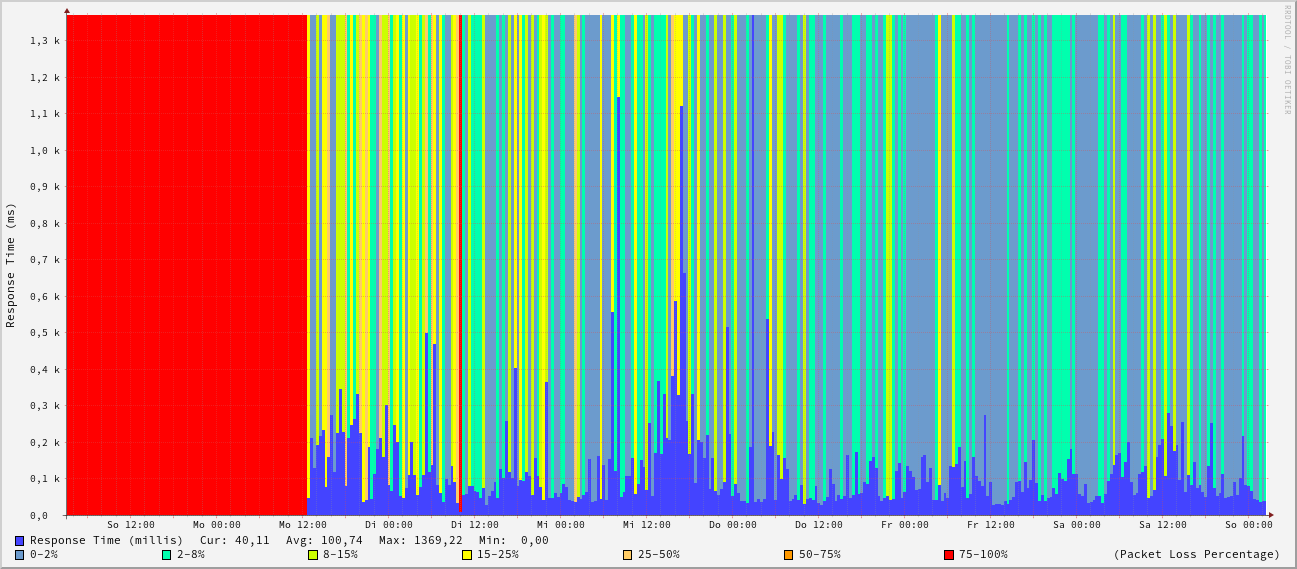 RRDTOOL / TOBI OETIKER
Response Time (ms)
1,3 k
1,2 k
1,1 k
1,0 k
0,9 k
0,8 k
0,7 k
0,6 k
0,5 k
0,4 k
0,3 k
0,2 k
0,1 k
0,0
So 12:00 Mo 00:00 Mo 12:00 Di 00:00 Di 12:00 Mi 00:00 Mi 12:00 Do 00:00 Do 12:00 Fr 00:00 Fr 12:00 Sa 00:00 Sa 12:00 So 00:00
Response Time (millis) Cur: 40,11 Avg: 100,74 Max: 1369,22 Min: 0,00
0-2% 2-8% 8-15% 15-25% 25-50% 50-75% 75-100% (Packet Loss Percentage)